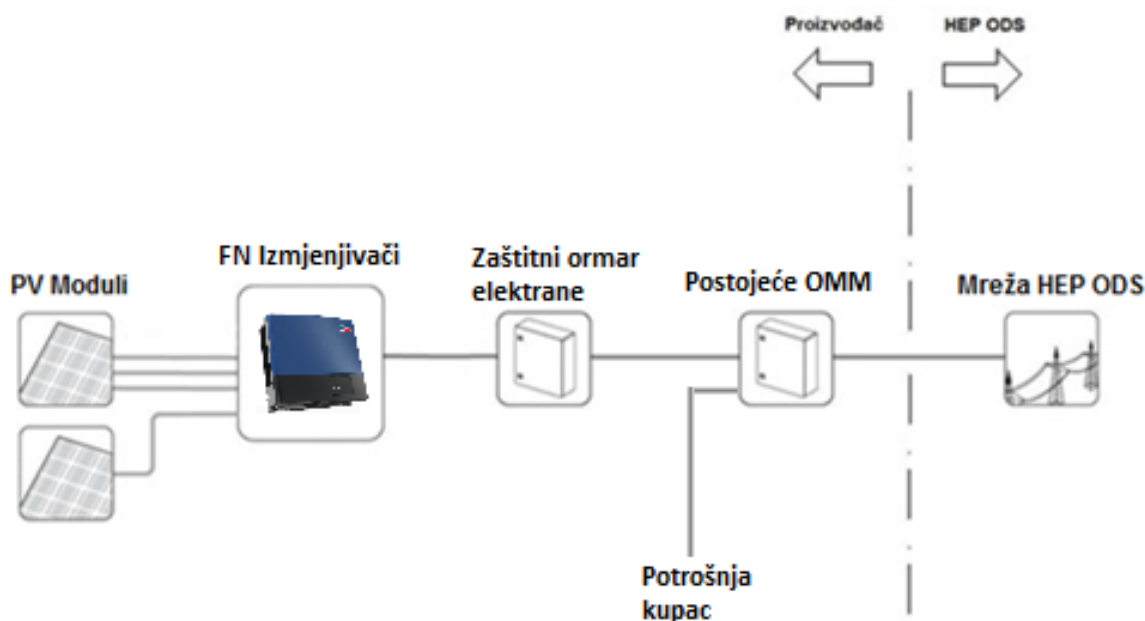 Proizvođač
HEP ODS
FN Izmjenjivači
Zaštitni ormar
elektrane
PV Moduli
Postojeće OMM
Mreža HEP ODS
Potrošnja
kupac